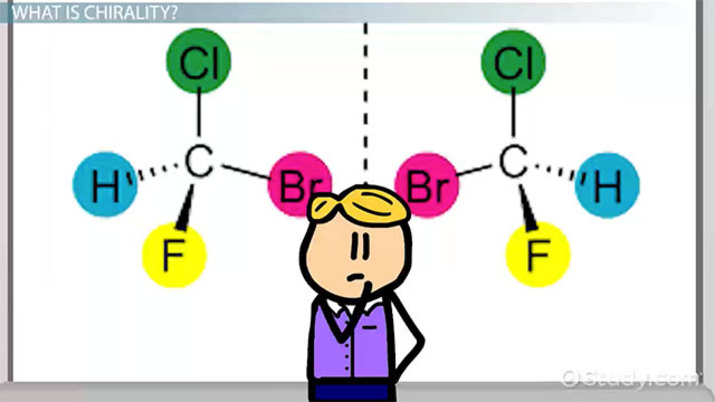 WHAT IS CHIRALITY?
Cl Cl
H C Br Br C H
F F
Study.com